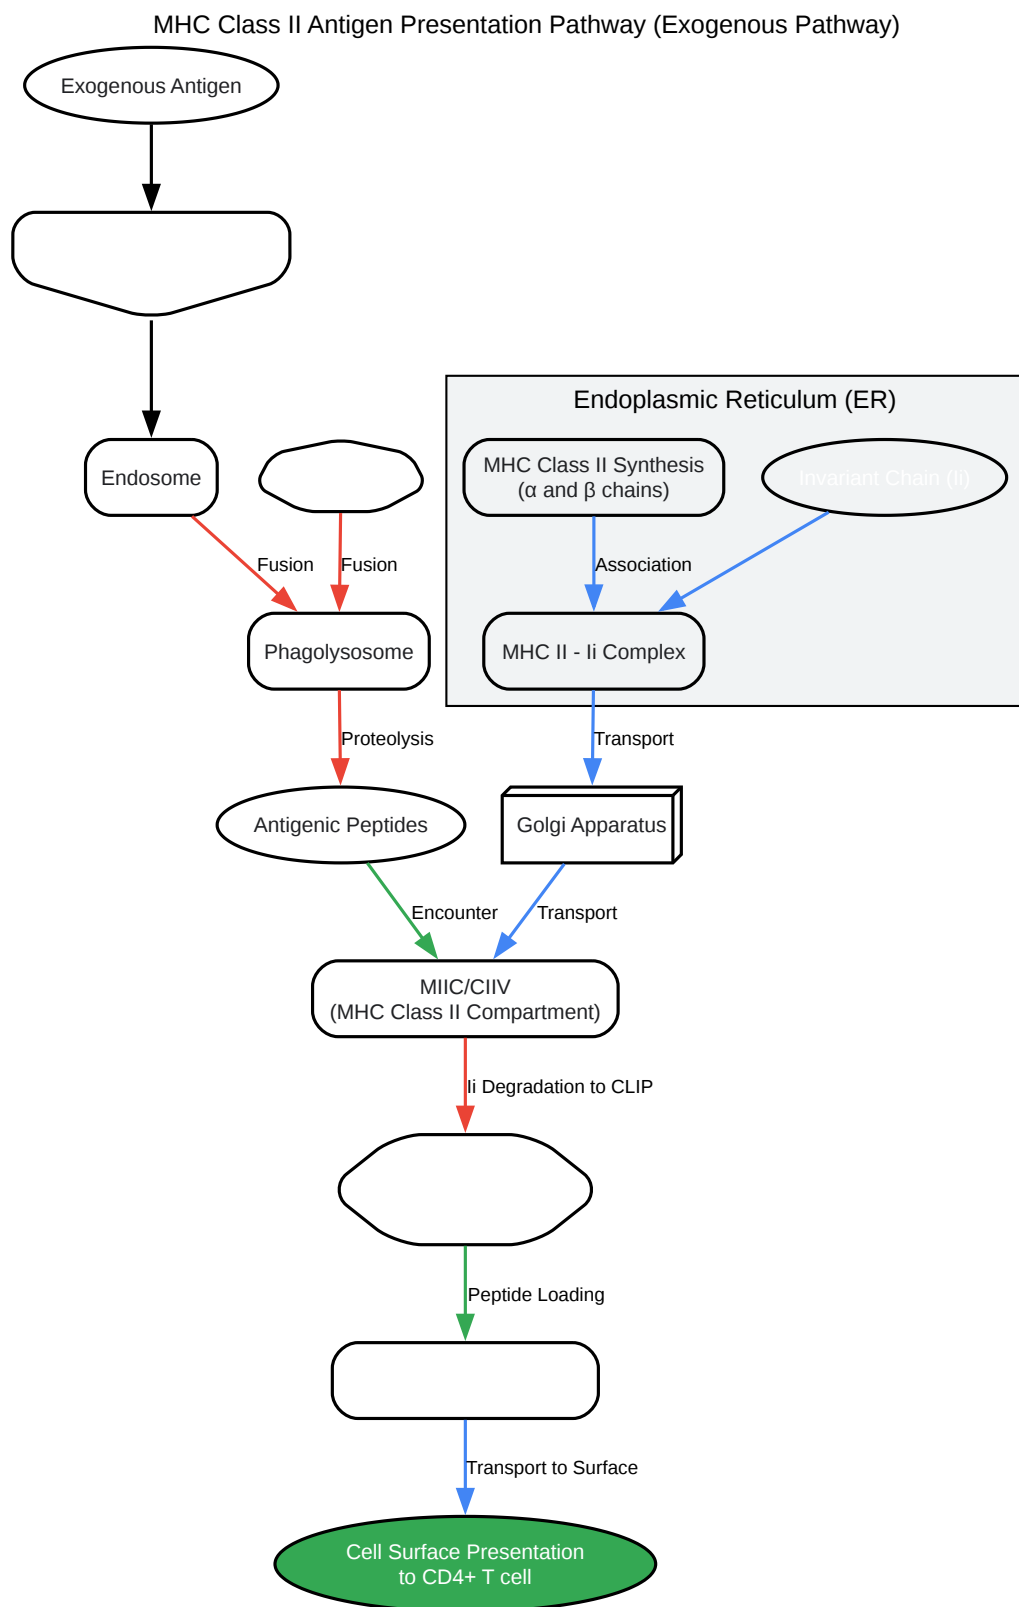 MHC Class II Antigen Presentation Pathway (Exogenous Pathway)
Exogenous Antigen
Endoplasmic Reticulum (ER)
Endosome
MHC Class II Synthesis
(α and β chains)
Invariant Chain (Ii)
Fusion
Fusion
Association
Phagolysosome
MHC II - Ii Complex
Proteolysis
Transport
Antigenic Peptides
Golgi Apparatus
Encounter
Transport
MIIC/CIIV
(MHC Class II Compartment)
Ii Degradation to CLIP
Peptide Loading
Transport to Surface
Cell Surface Presentation
to CD4+ T cell